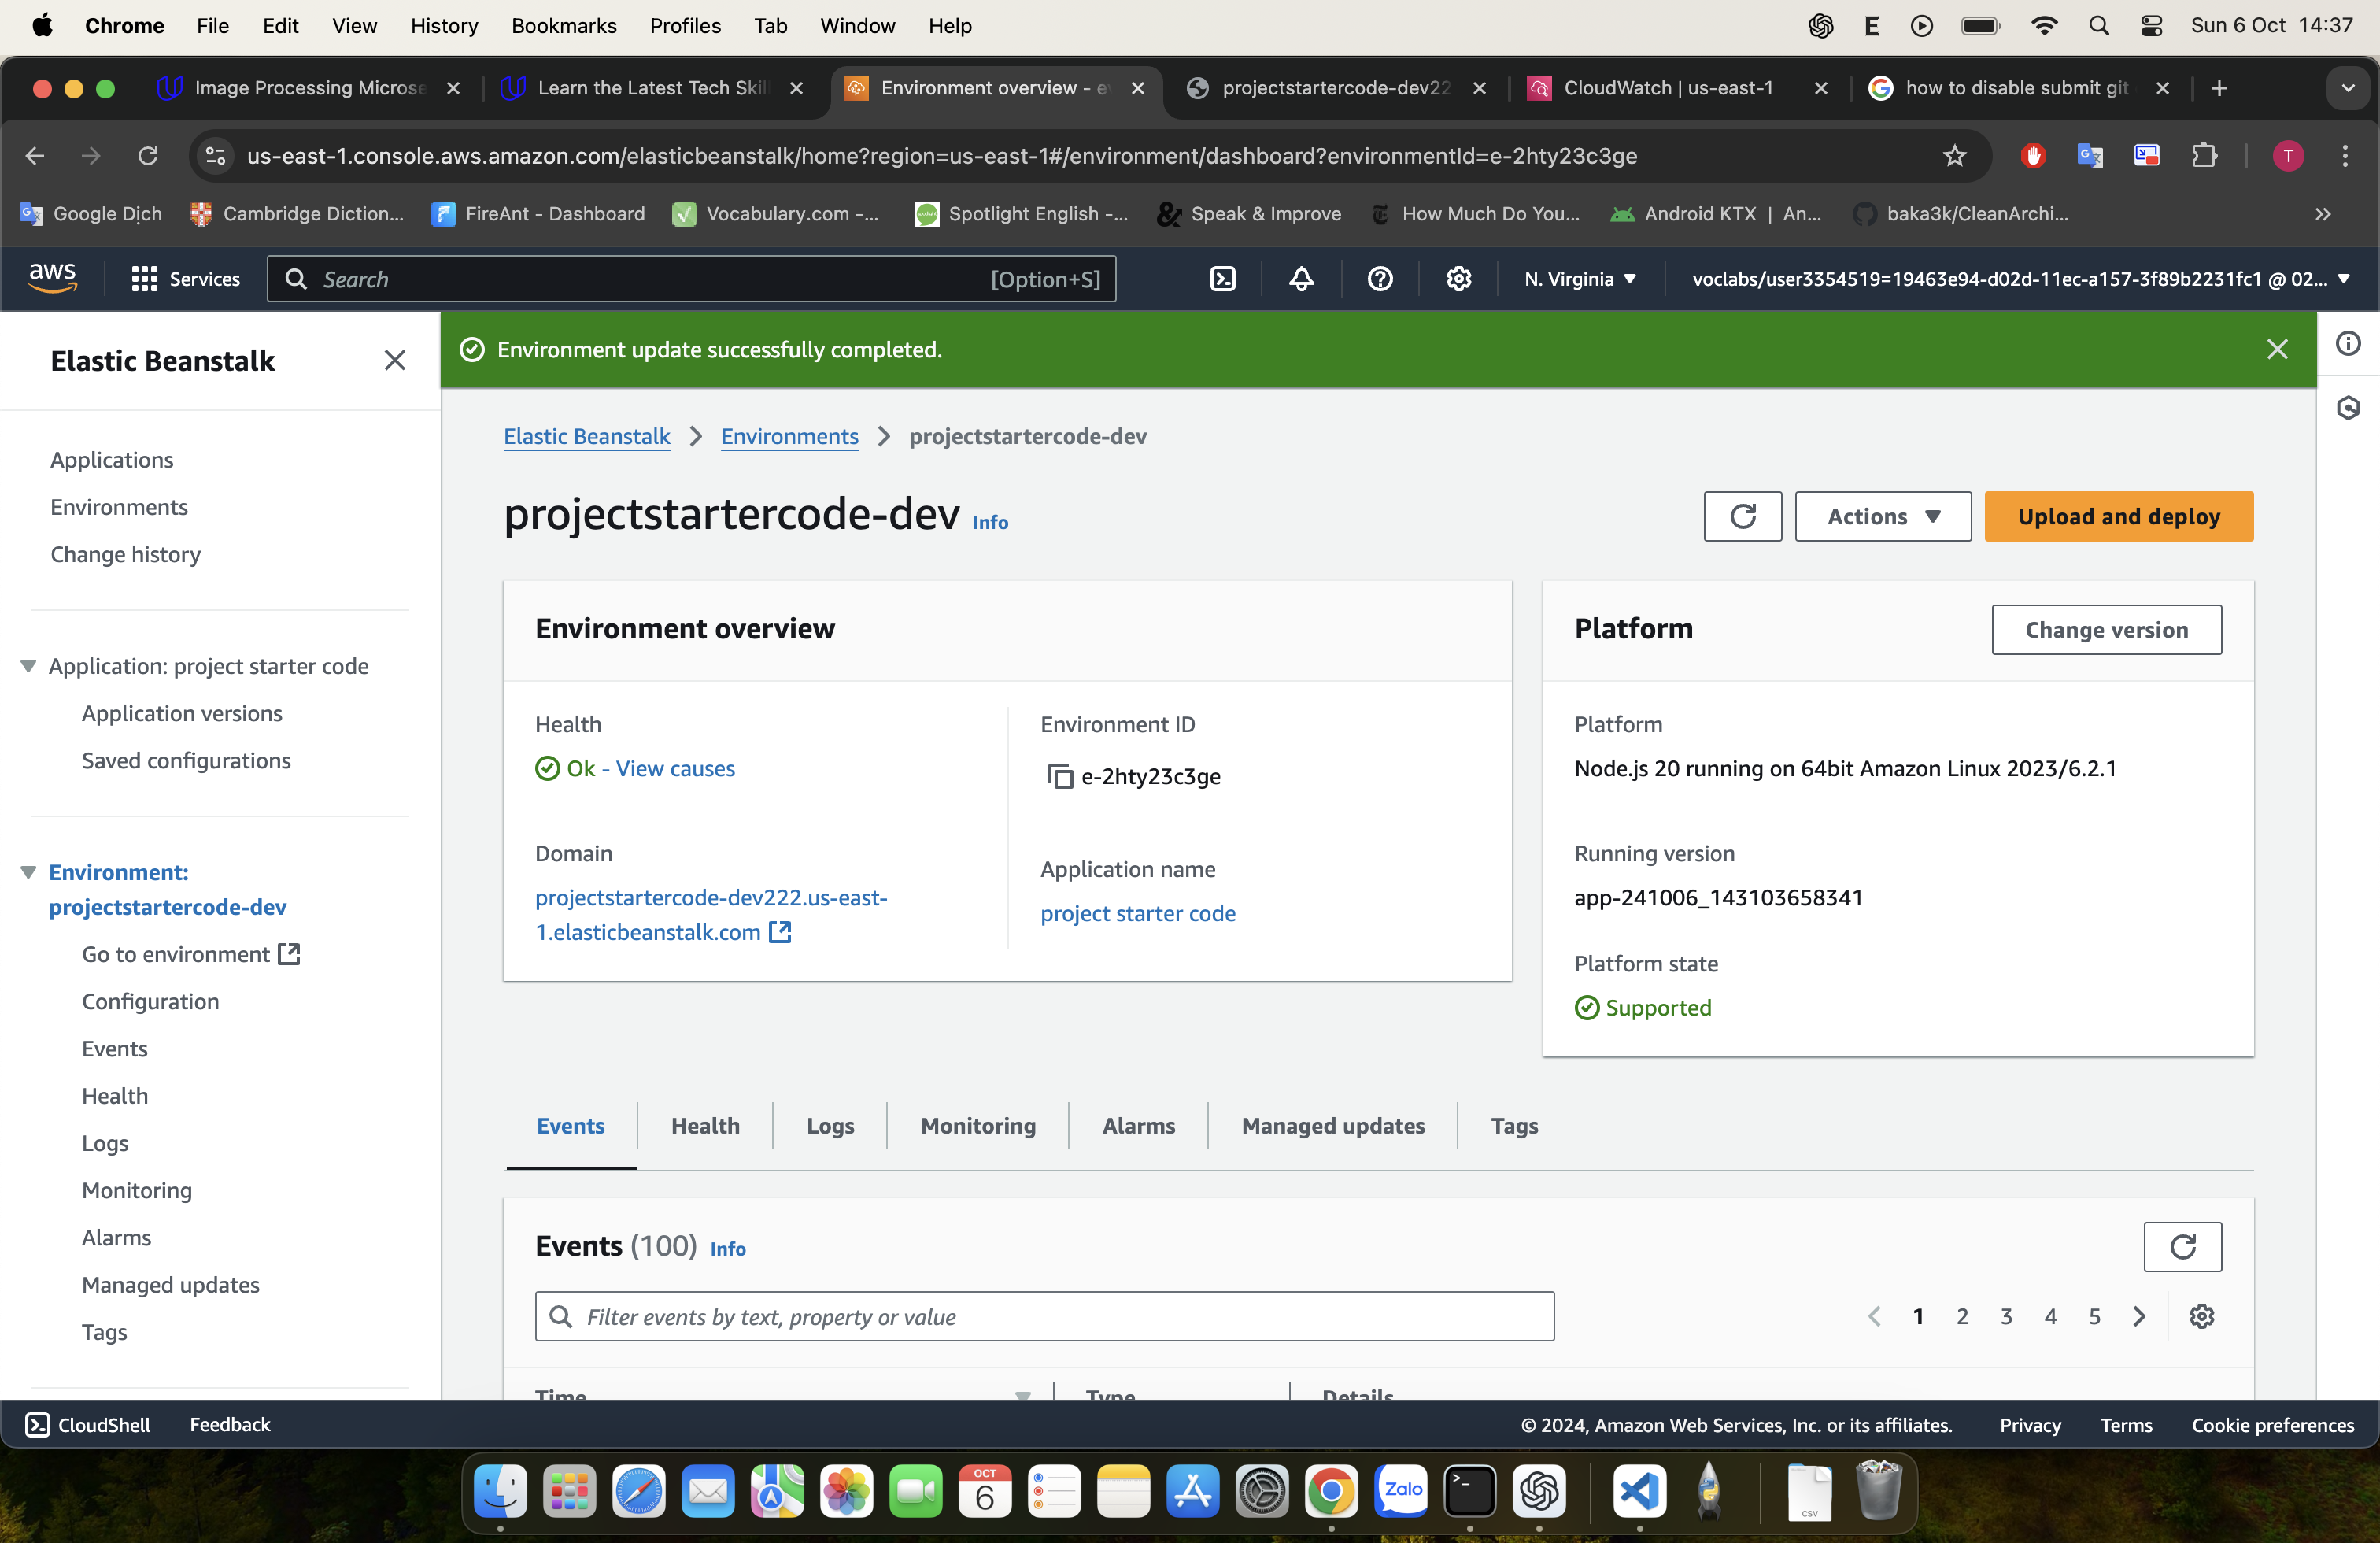 Chrome File Edit View History Bookmarks Profiles Tab Window Help E Sun 6 Oct 14:37
Image Processing Microse Learn the Latest Tech Skil Environment overview - e projectstartercode-dev22 CloudWatch | us-east-1 how to disable submit git
us-east-1.console.aws.amazon.com/elasticbeanstalk/home?region=us-east-1#/environment/dashboard?environmentId=e-2hty23c3ge T
Google Dịch Cambridge Diction... FireAnt - Dashboard Vocabulary.com -... Spotlight English -... Speak & Improve How Much Do You... Android KTX | An... baka3k/CleanArchi...
aws Services Search [Option+S] N. Virginia voclabs/user3354519=19463e94-d02d-11ec-a157-3f89b2231fc1 @ 02...
Elastic Beanstalk
Applications
Environments
Change history
Application: project starter code
Application versions
Saved configurations
Environment:
projectstartercode-dev
Go to environment
Configuration
Events
Health
Logs
Monitoring
Alarms
Managed updates
Tags
Environment update successfully completed.
Elastic Beanstalk > Environments > projectstartercode-dev
projectstartercode-dev Info
Actions Upload and deploy
Environment overview
Health
Ok - View causes
Domain
projectstartercode-dev222.us-east-
1.elasticbeanstalk.com
Environment ID
e-2hty23c3ge
Application name
project starter code
Platform Change version
Platform
Node.js 20 running on 64bit Amazon Linux 2023/6.2.1
Running version
app-241006_143103658341
Platform state
Supported
Events Health Logs Monitoring Alarms Managed updates Tags
Events (100) Info
Filter events by text, property or value 1 2 3 4 5
Time Type Details
CloudShell Feedback © 2024, Amazon Web Services, Inc. or its affiliates. Privacy Terms Cookie preferences
OCT
6
Zalo
CSV